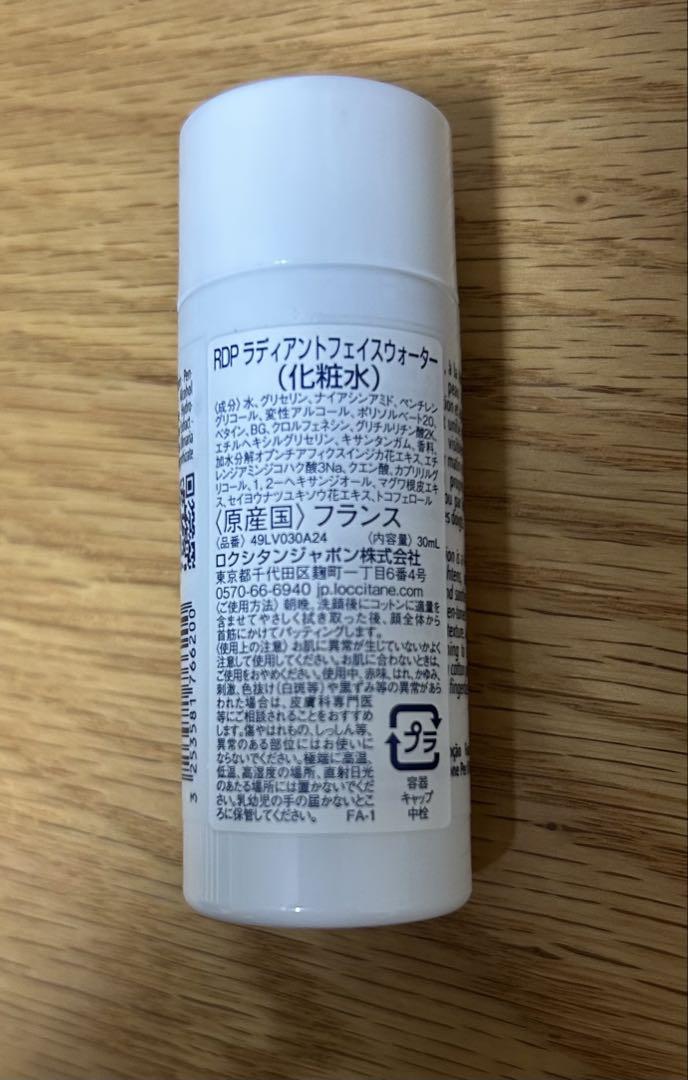 RDP ラディアントフェイスウォーター
(化粧水)
〈成分〉水、グリセリン、ナイアシンアミド、ペンチレン
グリコール、変性アルコール、ポリソルベート20、
ベタイン、BG、クロルフェネシン、グリチルリチン酸2K、
エチルヘキシルグリセリン、キサンタンガム、香料、
加水分解オプンチアフィクスインジカ花エキス、エチ
レンジアミンジコハク酸3Na、クエン酸、カプリリルグ
リコール、1,2-ヘキサンジオール、マグワ根皮エキ
ス、セイヨウナツユキソウ花エキス、トコフェロール
〈原産国〉フランス
〈品番〉 49LV030A24 〈内容量〉30mL
ロクシタンジャポン株式会社
東京都千代田区麹町一丁目6番4号
0570-66-6940 jp.loccitane.com
〈ご使用方法〉朝晩、洗顔後にコットンに適量を
含ませてやさしく拭き取った後、顔全体から
首筋にかけてパッティングします。
〈使用上の注意〉お肌に異常が生じていないかよく
注意して使用してください。お肌に合わないときは、
ご使用をおやめください。使用中、赤味、はれ、かゆみ、
刺激、色抜け(白斑等)や黒ずみ等の異常があら
われた場合は、皮膚科専門医
等にご相談されることをおすすめ
します。傷やはれもの、しっしん等、
異常のある部位にはお使いに
ならないでください。極端に高温、
低温、高湿度の場所、直射日光
のあたる場所には置かないでくだ
さい。乳幼児の手の届かないとこ
ろに保管してください。 FA-1
プラ
容器
キャップ
中栓
3 253581 766200